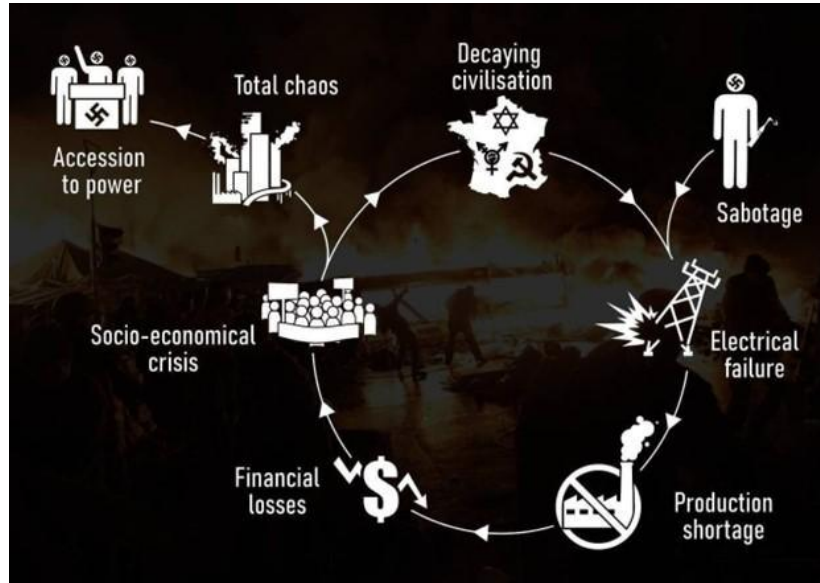 Decaying
civilisation
Total chaos
Accession
to power
Sabotage
Socio-economical
crisis
Electrical
failure
Financial
losses
$
Production
shortage